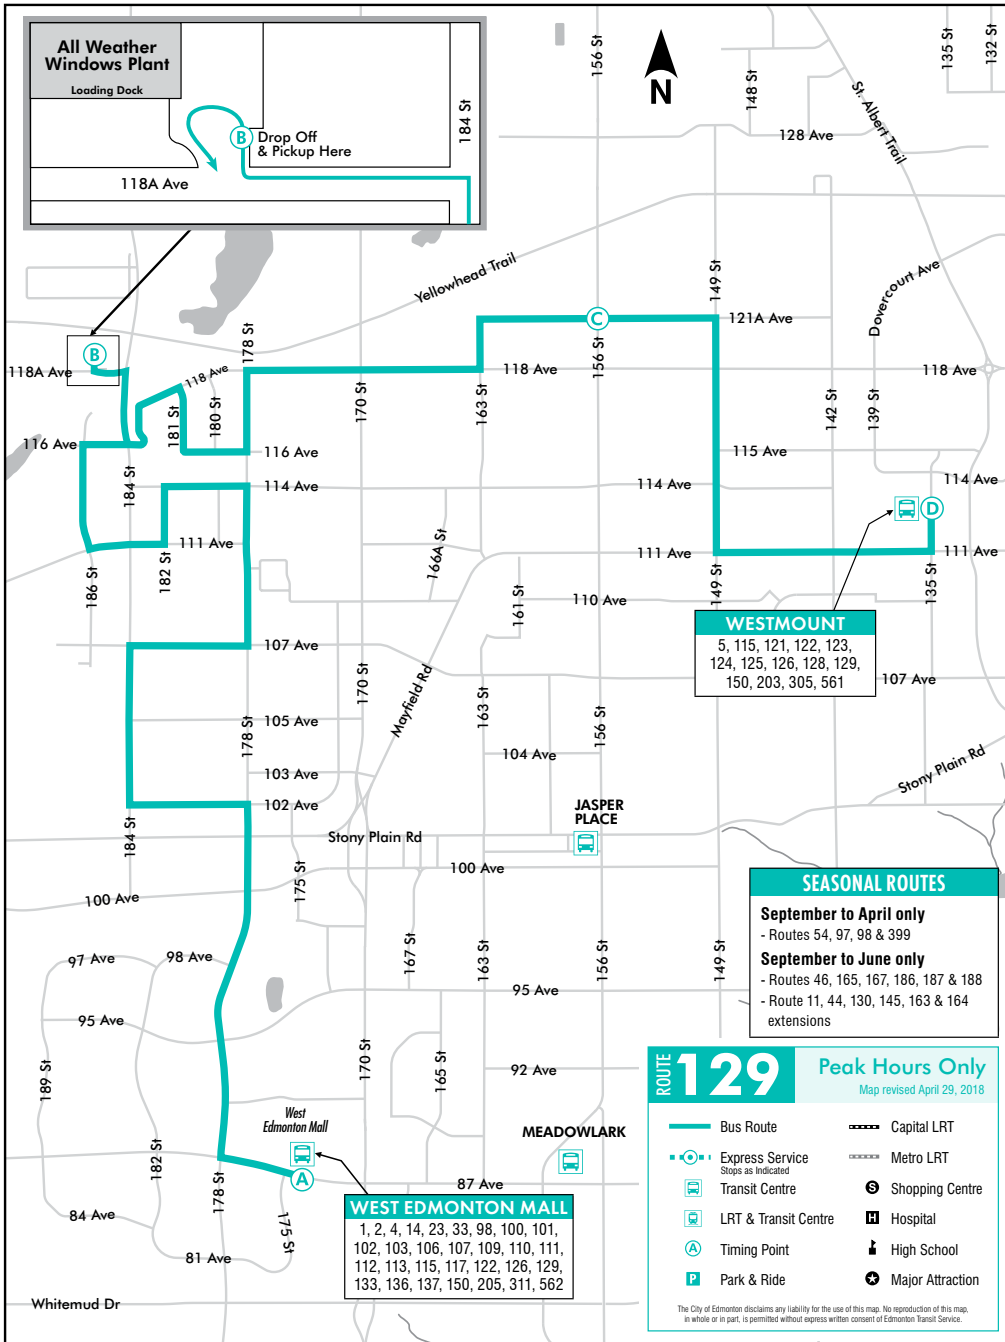 All Weather
Windows Plant
Loading Dock
B
Drop Off
& Pickup Here
118A Ave
184 St
156 St
N
148 St
135 St
132 St
St. Albert Trail
128 Ave
Yellowhead Trail
149 St
Dovercourt Ave
C
121A Ave
178 St
156 St
B
118A Ave
118 Ave
118 Ave
118 Ave
170 St
163 St
142 St
139 St
181 St
180 St
116 Ave
116 Ave
115 Ave
184 St
114 Ave
114 Ave
114 Ave
D
111 Ave
166A St
111 Ave
111 Ave
186 St
182 St
161 St
110 Ave
149 St
135 St
WESTMOUNT
5, 115, 121, 122, 123,
124, 125, 126, 128, 129,
150, 203, 305, 561
107 Ave
107 Ave
170 St
Mayfield Rd
163 St
156 St
105 Ave
178 St
104 Ave
103 Ave
Stony Plain Rd
102 Ave
JASPER
PLACE
184 St
Stony Plain Rd
175 St
100 Ave
100 Ave
SEASONAL ROUTES
September to April only
- Routes 54, 97, 98 & 399
September to June only
- Routes 46, 165, 167, 186, 187 & 188
- Route 11, 44, 130, 145, 163 & 164
extensions
97 Ave
98 Ave
167 St
163 St
156 St
149 St
95 Ave
95 Ave
189 St
170 St
165 St
92 Ave
West
Edmonton Mall
MEADOWLARK
182 St
178 St
A
87 Ave
84 Ave
175 St
81 Ave
WEST EDMONTON MALL
1, 2, 4, 14, 23, 33, 98, 100, 101,
102, 103, 106, 107, 109, 110, 111,
112, 113, 115, 117, 122, 126, 129,
133, 136, 137, 150, 205, 311, 562
Whitemud Dr
ROUTE 129
Peak Hours Only
Map revised April 29, 2018
Bus Route
Capital LRT
Express Service
Stops as Indicated
Metro LRT
Transit Centre
S Shopping Centre
LRT & Transit Centre
H Hospital
A Timing Point
High School
P Park & Ride
Major Attraction
The City of Edmonton disclaims any liability for the use of this map. No reproduction of this map,
in whole or in part, is permitted without express written consent of Edmonton Transit Service.